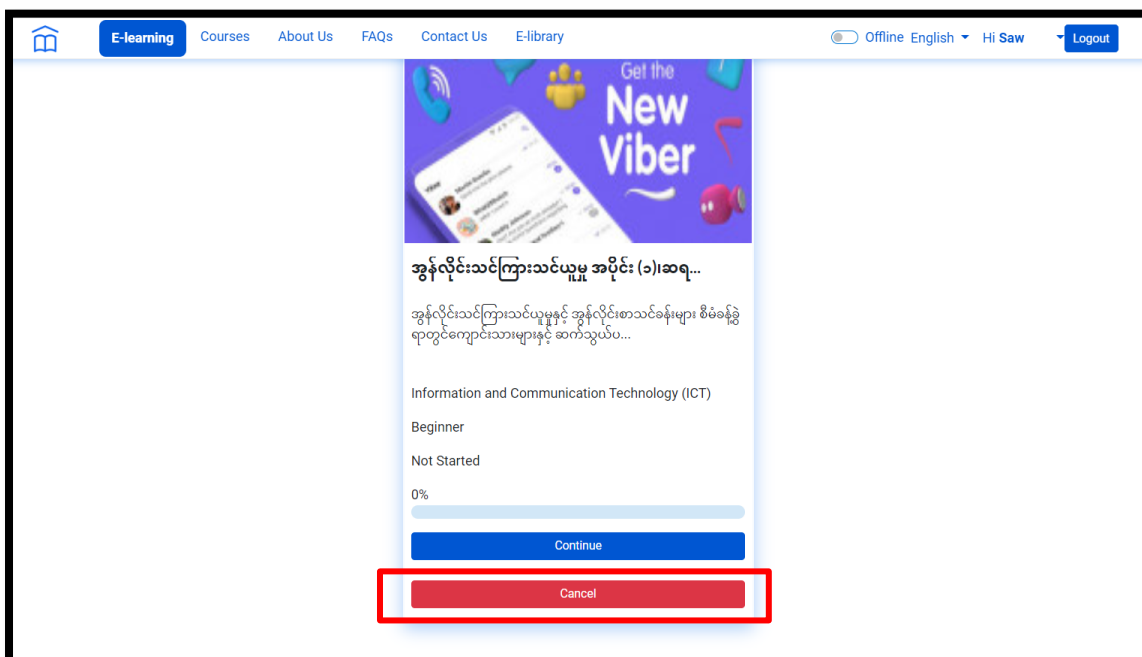 E-learning Courses About Us FAQs Contact Us E-library Offline English Hi Saw Logout
Get the
New
Viber
အွန်လိုင်းသင်ကြားသင်ယူမှု အပိုင်း (၁)၊ဆရ...
အွန်လိုင်းသင်ကြားသင်ယူမှုနှင့် အွန်လိုင်းစာသင်ခန်းများ စီမံခန့်ခွဲ
ရာတွင်ကျောင်းသားများနှင့် ဆက်သွယ်ပ...
Information and Communication Technology (ICT)
Beginner
Not Started
0%
Continue
Cancel